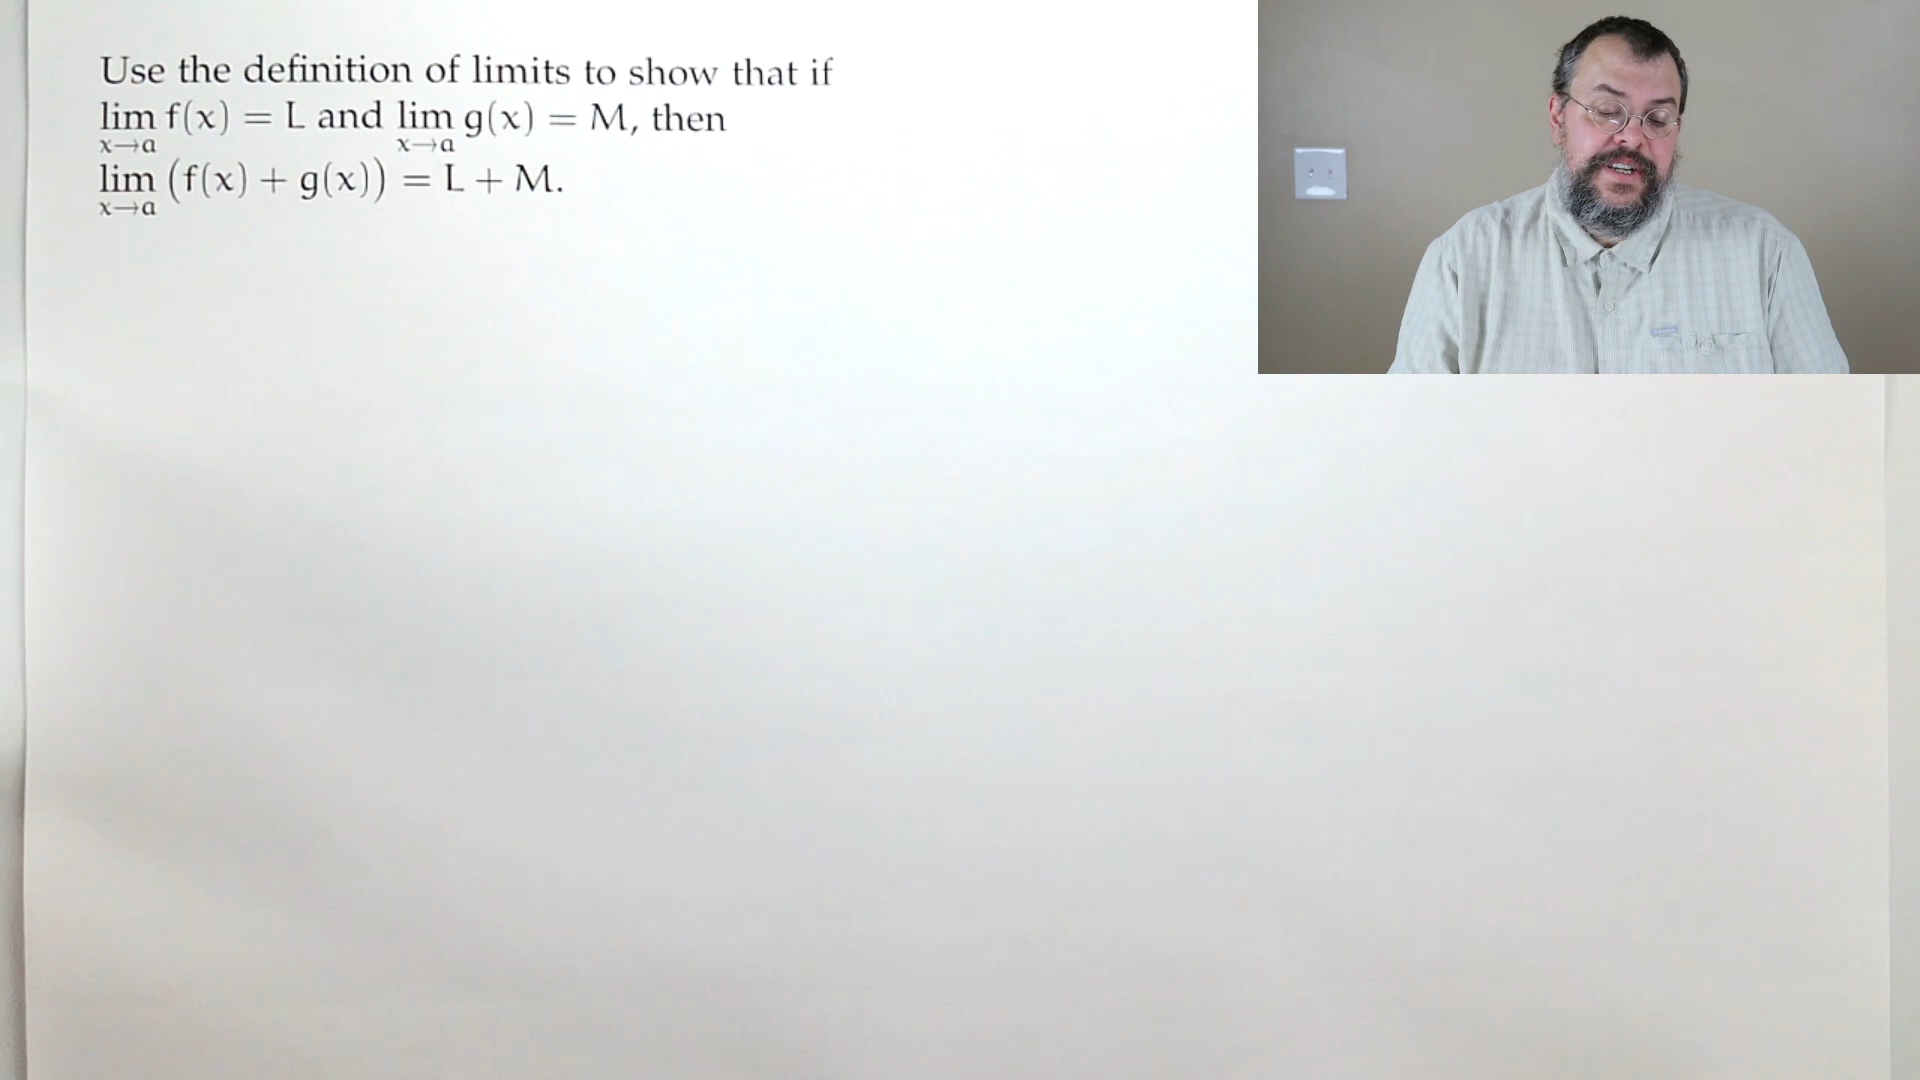 Use the definition of limits to show that if
lim f(x) = L and lim g(x) = M, then
x→a x→a
lim (f(x) + g(x)) = L + M.
x→a